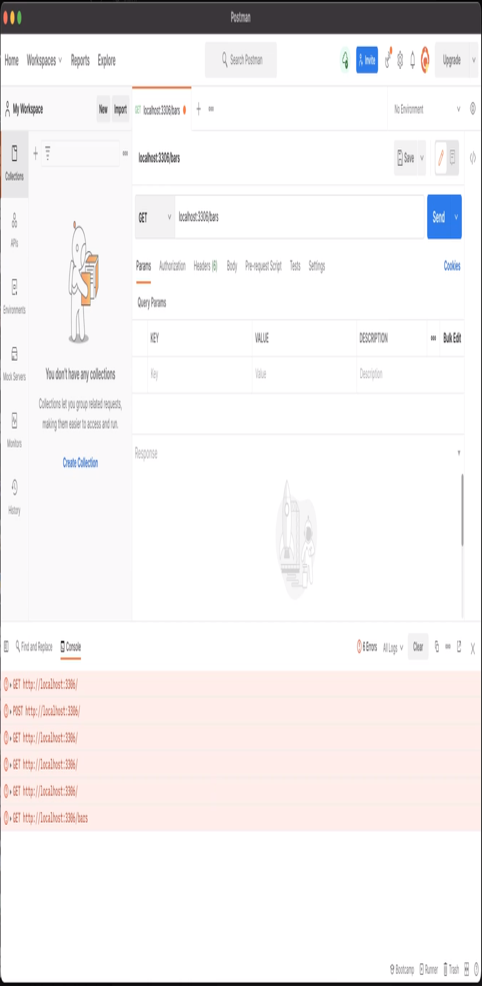 Postman
Home Workspaces Reports Explore Search Postman Invite Upgrade
My Workspace New Import GET localhost:3306/bars No Environment
localhost:3306/bars Save
Collections
GET localhost:3306/bars Send
APIs
Params Authorization Headers (6) Body Pre-request Script Tests Settings Cookies
Environments
Query Params
KEY VALUE DESCRIPTION Bulk Edit
Mock Servers
You don't have any collections
Key Value Description
Collections let you group related requests,
making them easier to access and run.
Monitors
Create Collection
Response
History
Find and Replace Console 6 Errors All Logs Clear
GET http://localhost:3306/
POST http://localhost:3306/
GET http://localhost:3306/
GET http://localhost:3306/
GET http://localhost:3306/
GET http://localhost:3306/bars
Bootcamp Runner Trash